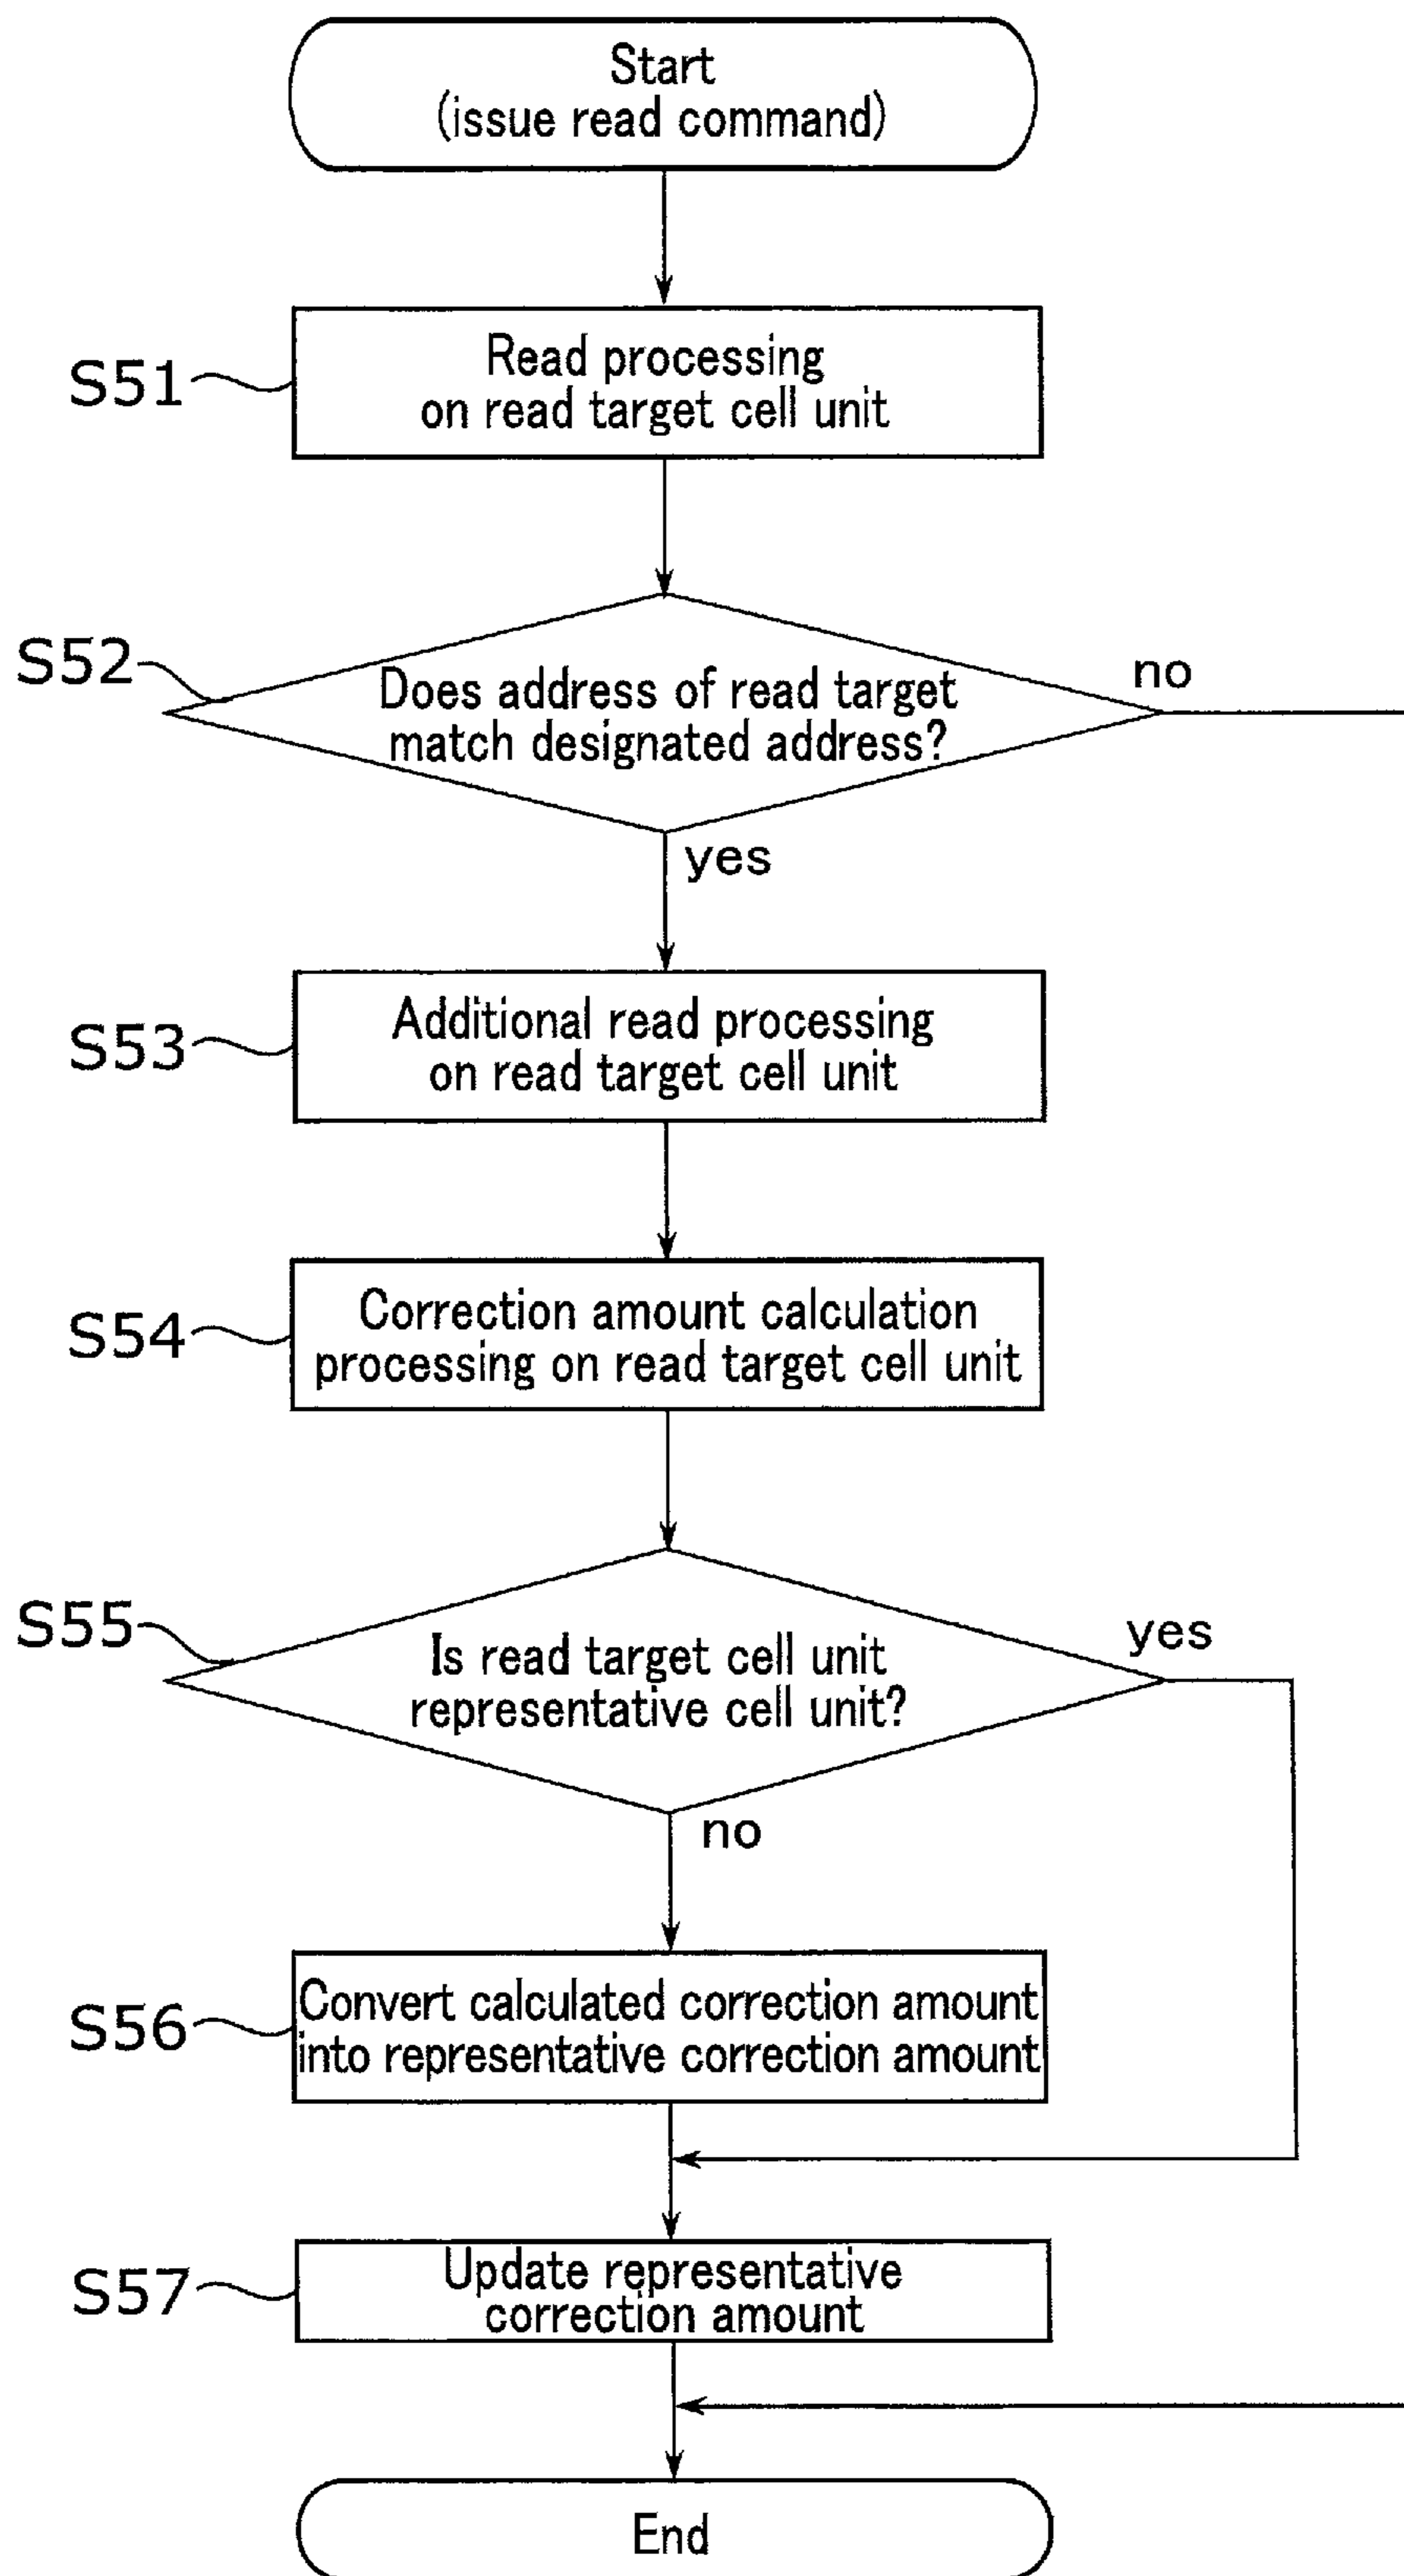 Start
(issue read command)
S51
Read processing
on read target cell unit
S52
Does address of read target
match designated address?
no
yes
S53
Additional read processing
on read target cell unit
S54
Correction amount calculation
processing on read target cell unit
S55
Is read target cell unit
representative cell unit?
yes
no
S56
Convert calculated correction amount
into representative correction amount
S57
Update representative
correction amount
End